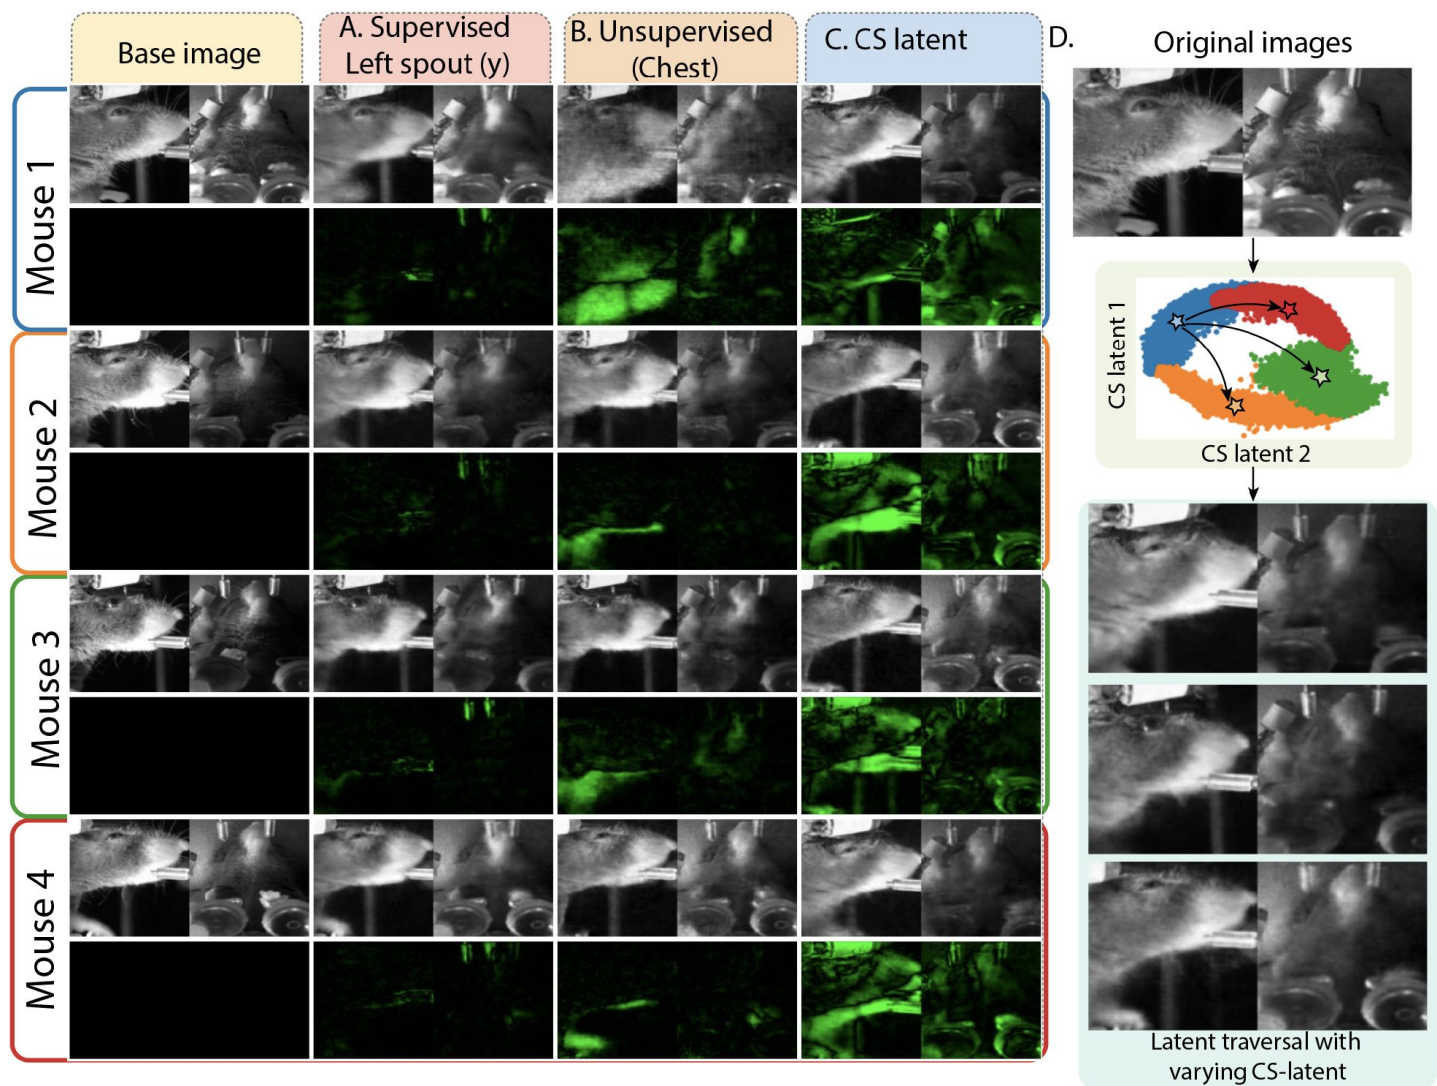 Base image
A. Supervised
Left spout (y)
B. Unsupervised
(Chest)
C. CS latent
D.
Original images
Mouse 1
Mouse 2
Mouse 3
Mouse 4
CS latent 1
CS latent 2
Latent traversal with
varying CS-latent